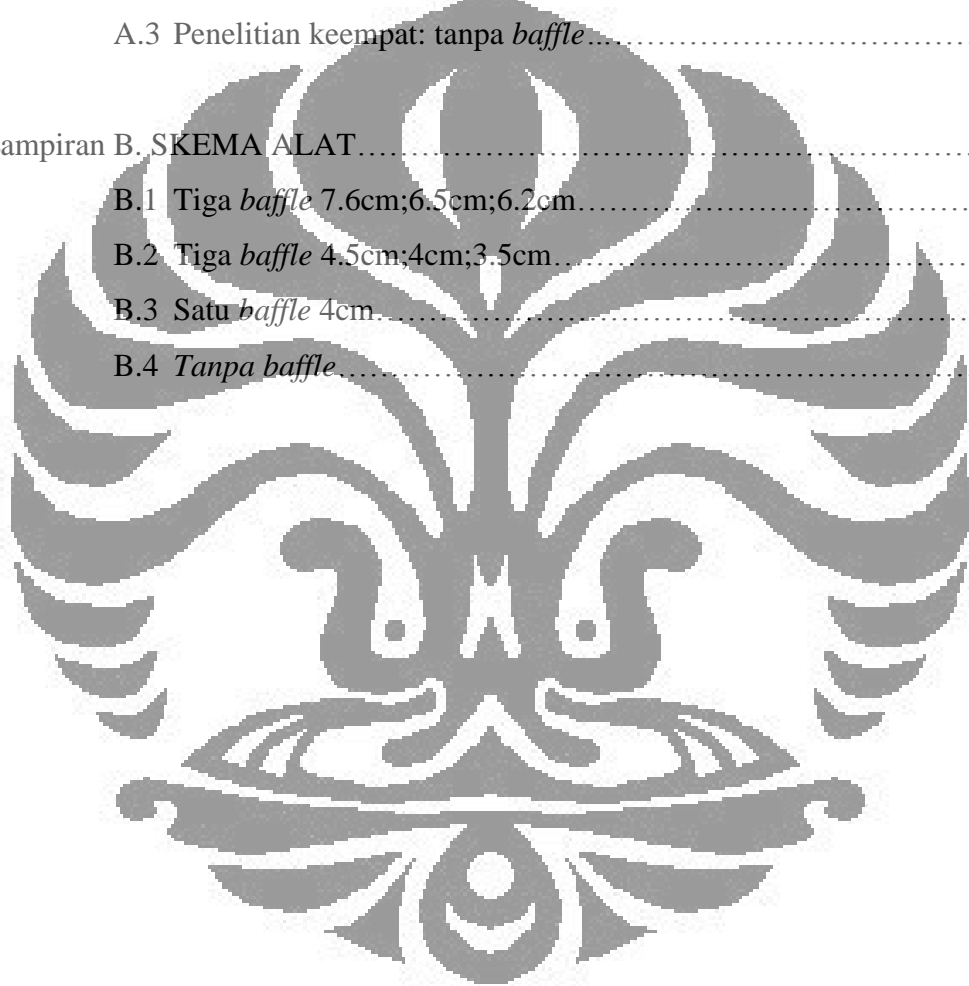 A.3 Penelitian keempat: tanpa baffle................................
ampiran B. SKEMA ALAT................................................
B.1 Tiga baffle 7.6cm;6.5cm;6.2cm................................
B.2 Tiga baffle 4.5cm;4cm;3.5cm................................
B.3 Satu baffle 4cm................................................
B.4 Tanpa baffle................................................